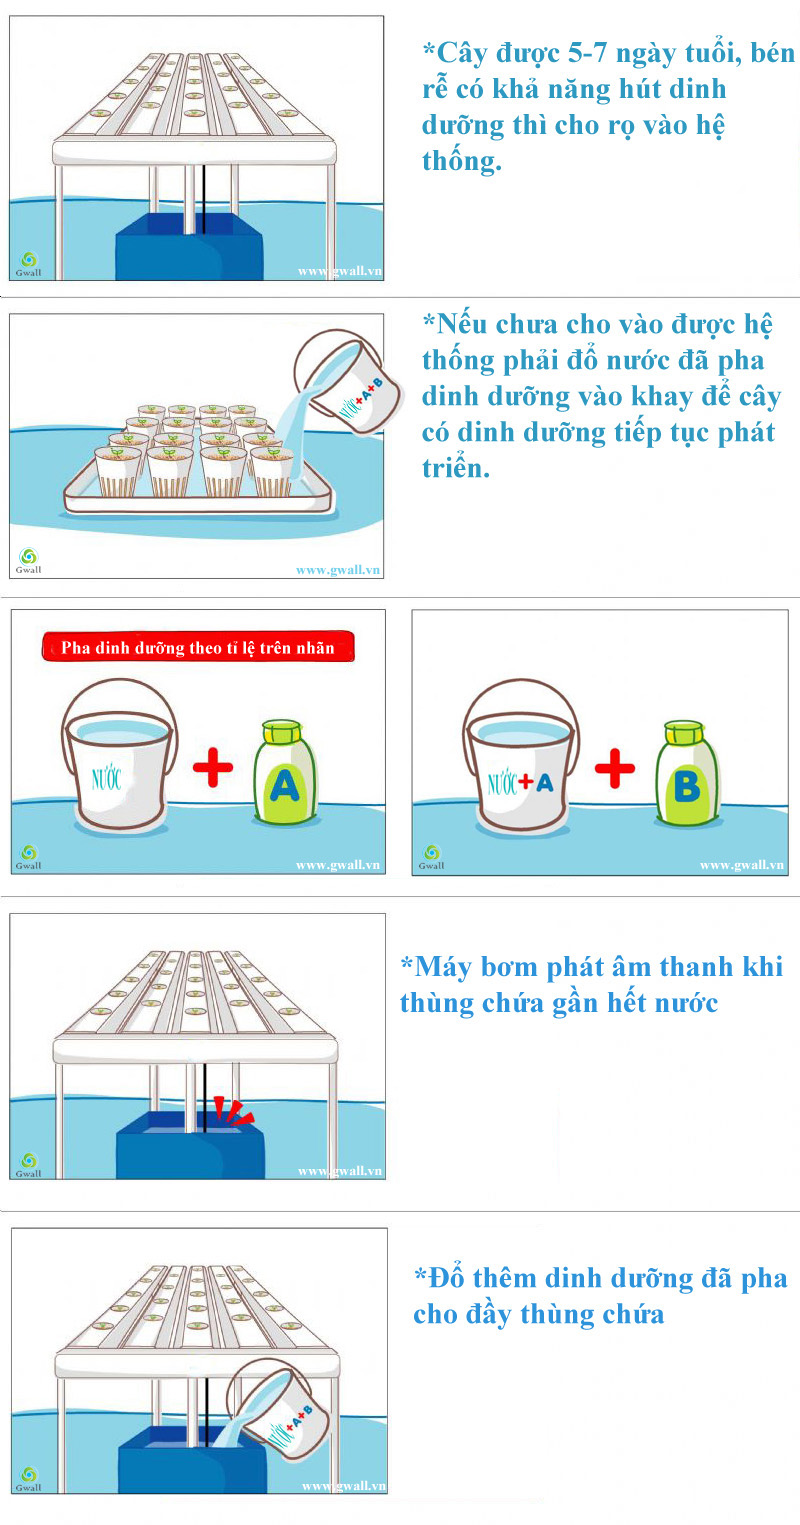 *Cây được 5-7 ngày tuổi, bén
rễ có khả năng hút dinh
dưỡng thì cho rọ vào hệ
thống.
Gwall
www.gwall.vn
*Nếu chưa cho vào được hệ
thống phải đổ nước đã pha
dinh dưỡng vào khay để cây
có dinh dưỡng tiếp tục phát
triển.
NƯỚC+A+B
Gwall
www.gwall.vn
Pha dinh dưỡng theo tỉ lệ trên nhãn
NƯỚC + A
Gwall
www.gwall.vn
NƯỚC+A + B
Gwall
www.gwall.vn
*Máy bơm phát âm thanh khi
thùng chứa gần hết nước
Gwall
www.gwall.vn
*Đổ thêm dinh dưỡng đã pha
cho đầy thùng chứa
NƯỚC+A+B
Gwall
www.gwall.vn